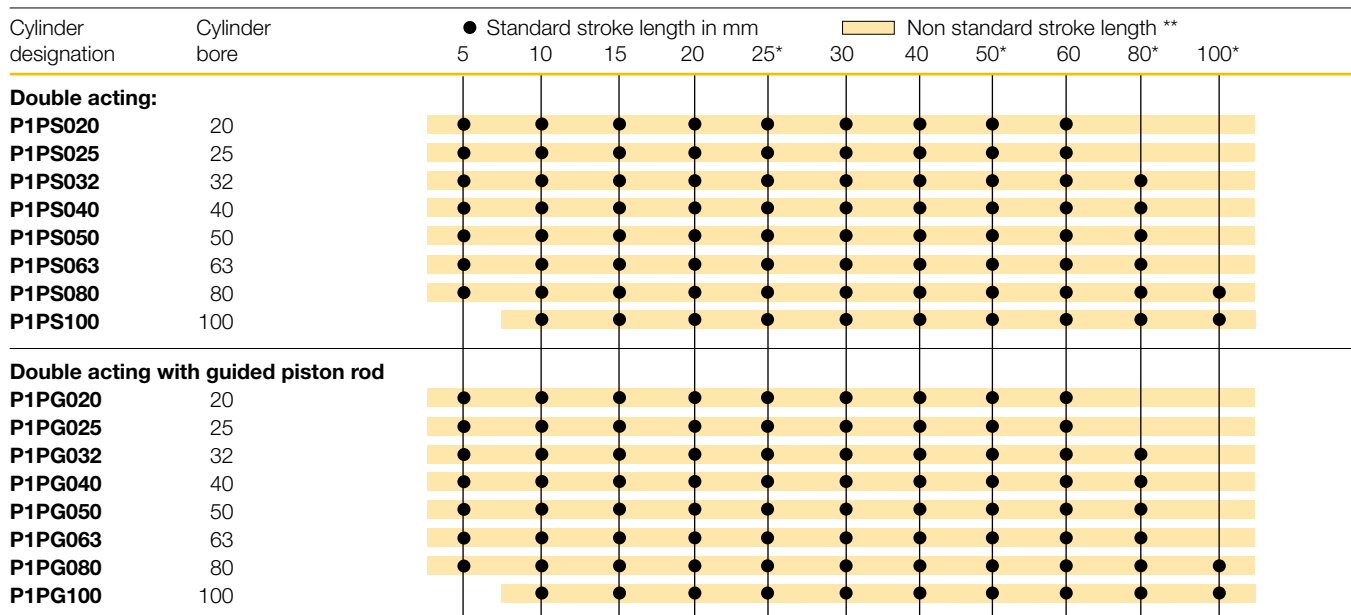 Cylinder Cylinder ● Standard stroke length in mm Non standard stroke length **
designation bore 5 10 15 20 25* 30 40 50* 60 80* 100*
Double acting:
P1PS020 20
P1PS025 25
P1PS032 32
P1PS040 40
P1PS050 50
P1PS063 63
P1PS080 80
P1PS100 100
Double acting with guided piston rod
P1PG020 20
P1PG025 25
P1PG032 32
P1PG040 40
P1PG050 50
P1PG063 63
P1PG080 80
P1PG100 100